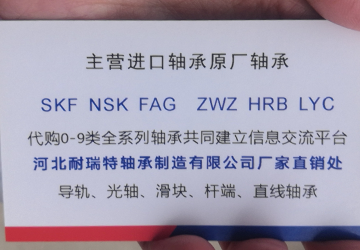 主营进口轴承原厂轴承
SKF NSK FAG ZWZ HRB LYC
代购0-9类全系列轴承共同建立信息交流平台
河北耐瑞特轴承制造有限公司厂家直销处
导轨、光轴、滑块、杆端、直线轴承